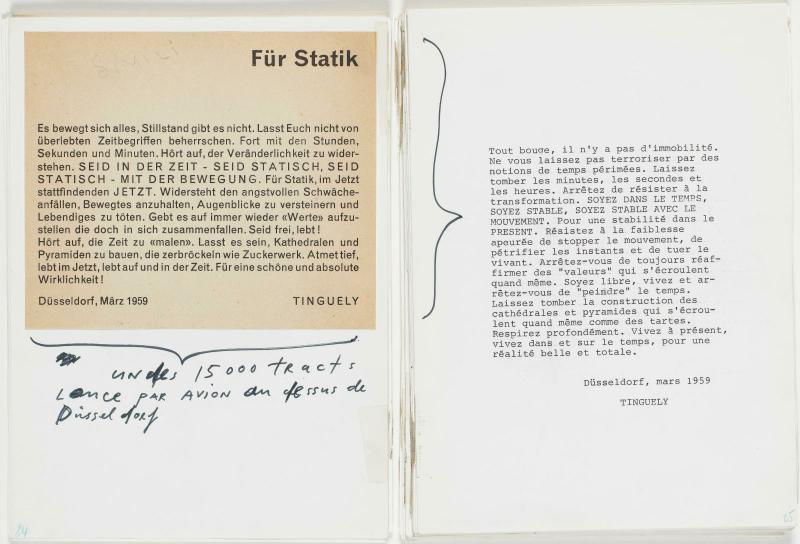 Für Statik
Es bewegt sich alles, Stillstand gibt es nicht. Lasst Euch nicht von
überlebten Zeitbegriffen beherrschen. Fort mit den Stunden,
Sekunden und Minuten. Hört auf, der Veränderlichkeit zu wider-
stehen. SEID IN DER ZEIT - SEID STATISCH, SEID
STATISCH - MIT DER BEWEGUNG. Für Statik, im Jetzt
stattfindenden JETZT. Widersteht den angstvollen Schwäche-
anfällen, Bewegtes anzuhalten, Augenblicke zu versteinern und
Lebendiges zu töten. Gebt es auf immer wieder «Werte» aufzu-
stellen die doch in sich zusammenfallen. Seid frei, lebt!
Hört auf, die Zeit zu «malen». Lasst es sein, Kathedralen und
Pyramiden zu bauen, die zerbröckeln wie Zuckerwerk. Atmet tief,
lebt im Jetzt, lebt auf und in der Zeit. Für eine schöne und absolute
Wirklichkeit!
Düsseldorf, März 1959 TINGUELY
un des 15000 tracts
Lance PAR AVION au dessus de
Düsseldorf
24
Tout bouge, il n'y a pas d'immobilité.
Ne vous laissez pas terroriser par des
notions de temps périmées. Laissez
tomber les minutes, les secondes et
les heures. Arrêtez de résister à la
transformation. SOYEZ DANS LE TEMPS,
SOYEZ STABLE, SOYEZ STABLE AVEC LE
MOUVEMENT. Pour une stabilité dans le
PRESENT. Résistez à la faiblesse
apeurée de stopper le mouvement, de
pétrifier les instants et de tuer le
vivant. Arrêtez-vous de toujours réaf-
firmer des "valeurs" qui s'écroulent
quand même. Soyez libre, vivez et ar-
rêtez-vous de "peindre" le temps.
Laissez tomber la construction des
cathédrales et pyramides qui s'écrou-
lent quand même comme des tartes.
Respirez profondément. Vivez à présent,
vivez dans et sur le temps, pour une
réalité belle et totale.
Düsseldorf, mars 1959
TINGUELY
25